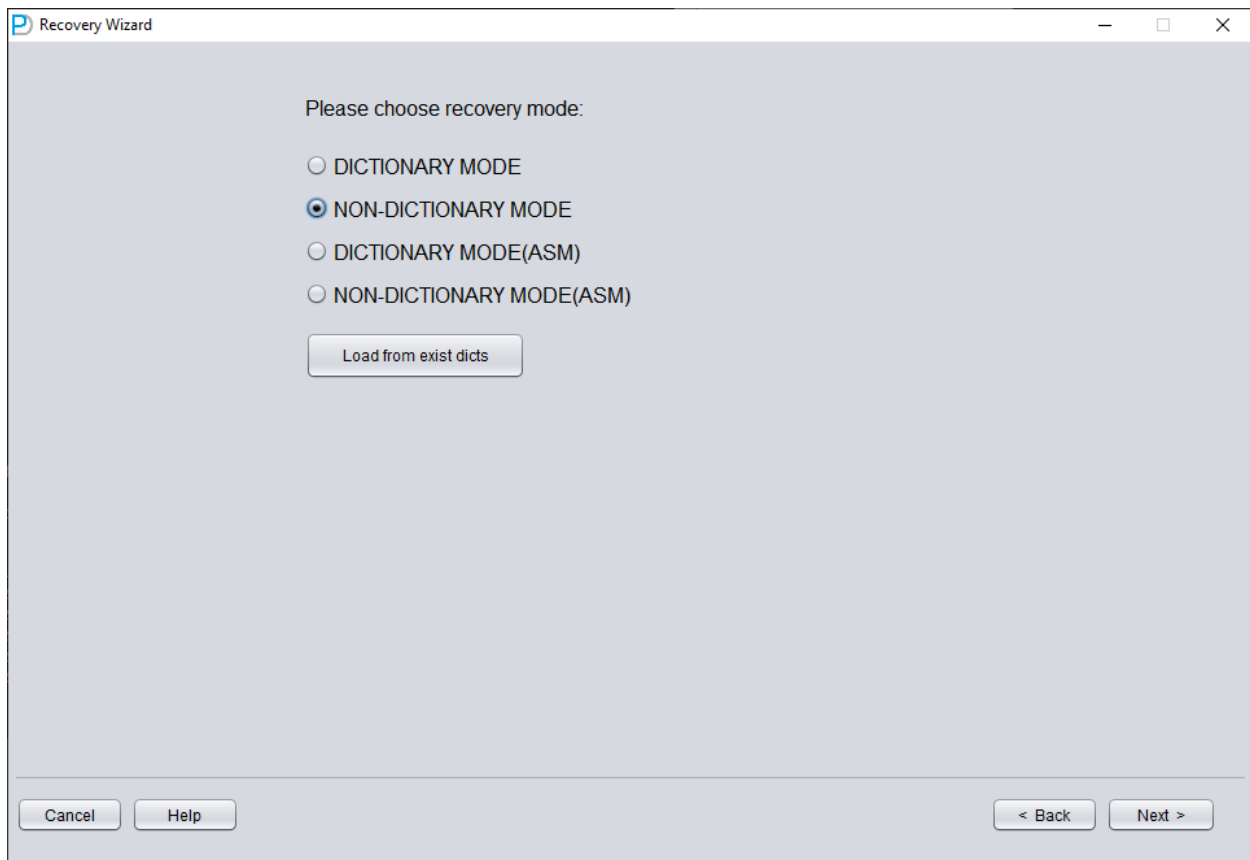 Recovery Wizard
Please choose recovery mode:
DICTIONARY MODE
NON-DICTIONARY MODE
DICTIONARY MODE(ASM)
NON-DICTIONARY MODE(ASM)
Load from exist dicts
Cancel Help < Back Next >